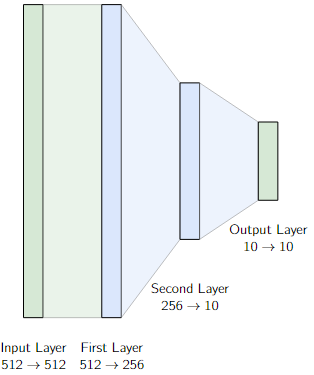 Output Layer
10 → 10
Second Layer
256 → 10
Input Layer
512 → 512
First Layer
512 → 256